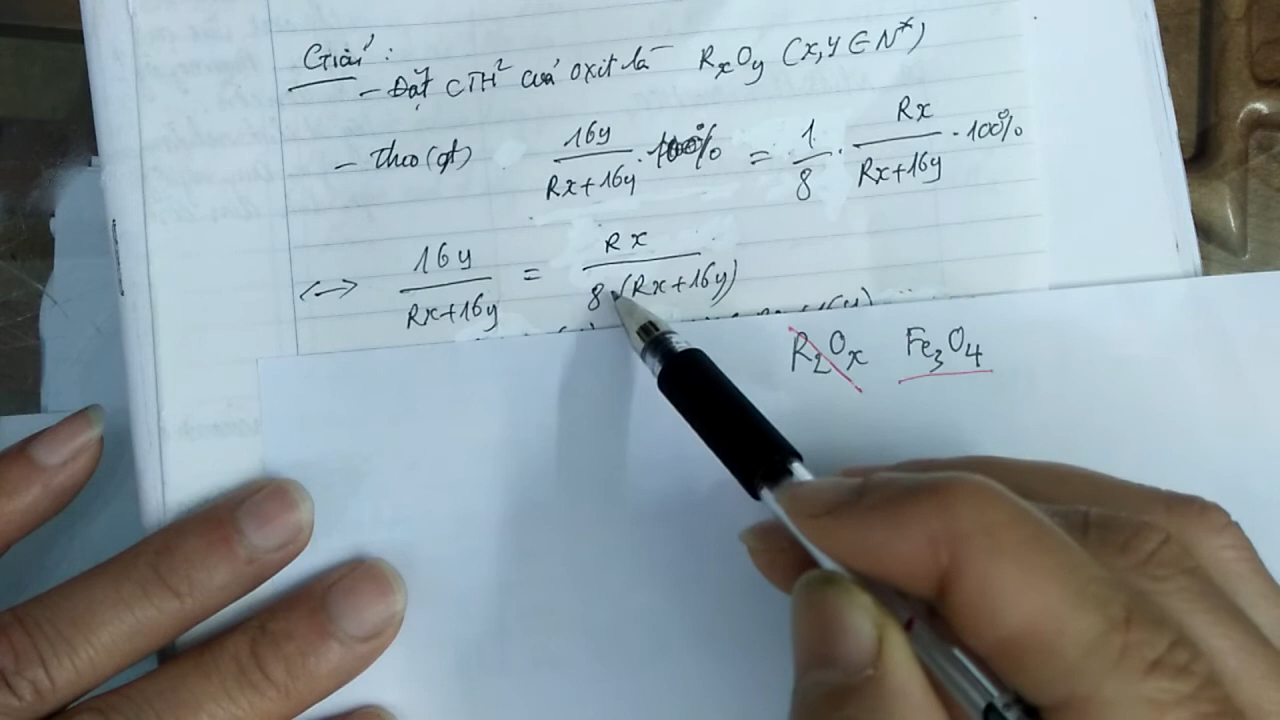 Giải:
- Đặt CTH² của oxit là RxOy (x,y ∈ N*)
- Theo (gt) 16y / Rx+16y . 100% = 1/8 . Rx / Rx+16y . 100%
<-> 16y / Rx+16y = Rx / 8.(Rx+16y)
R₂Oₓ Fe₃O₄